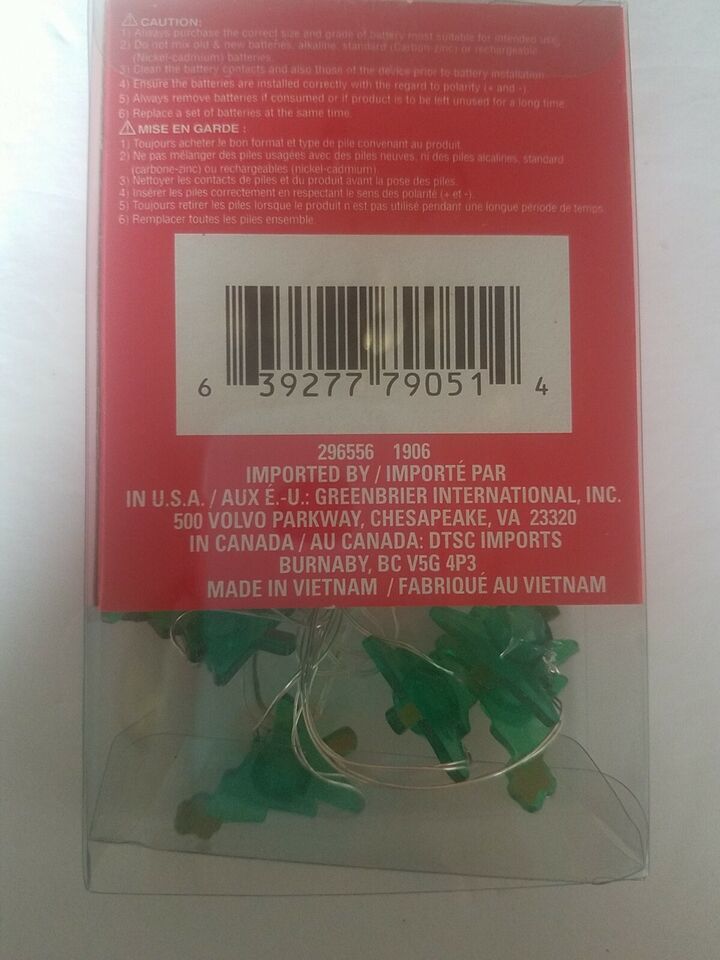 ⚠ CAUTION:
1) Always purchase the correct size and grade of battery most suitable for intended use.
2) Do not mix old & new batteries, alkaline, standard (Carbon-zinc) or rechargeable
(Nickel-cadmium) batteries.
3) Clean the battery contacts and also those of the device prior to battery installation.
4) Ensure the batteries are installed correctly with the regard to polarity (+ and -).
5) Always remove batteries if consumed or if product is to be left unused for a long time.
6) Replace a set of batteries at the same time.
⚠ MISE EN GARDE :
1) Toujours acheter le bon format et type de pile convenant au produit.
2) Ne pas mélanger des piles usagées avec des piles neuves, ni des piles alcalines, standard
(carbone-zinc) ou rechargeables (nickel-cadmium).
3) Nettoyer les contacts de piles et du produit avant la pose des piles.
4) Insérer les piles correctement en respectant le sens des polarité (+ et -).
5) Toujours retirer les piles lorsque le produit n'est pas utilisé pendant une longue période de temps.
6) Remplacer toutes les piles ensemble.
6 39277 79051 4
296556 1906
IMPORTED BY / IMPORTÉ PAR
IN U.S.A. / AUX É.-U.: GREENBRIER INTERNATIONAL, INC.
500 VOLVO PARKWAY, CHESAPEAKE, VA 23320
IN CANADA / AU CANADA: DTSC IMPORTS
BURNABY, BC V5G 4P3
MADE IN VIETNAM / FABRIQUÉ AU VIETNAM